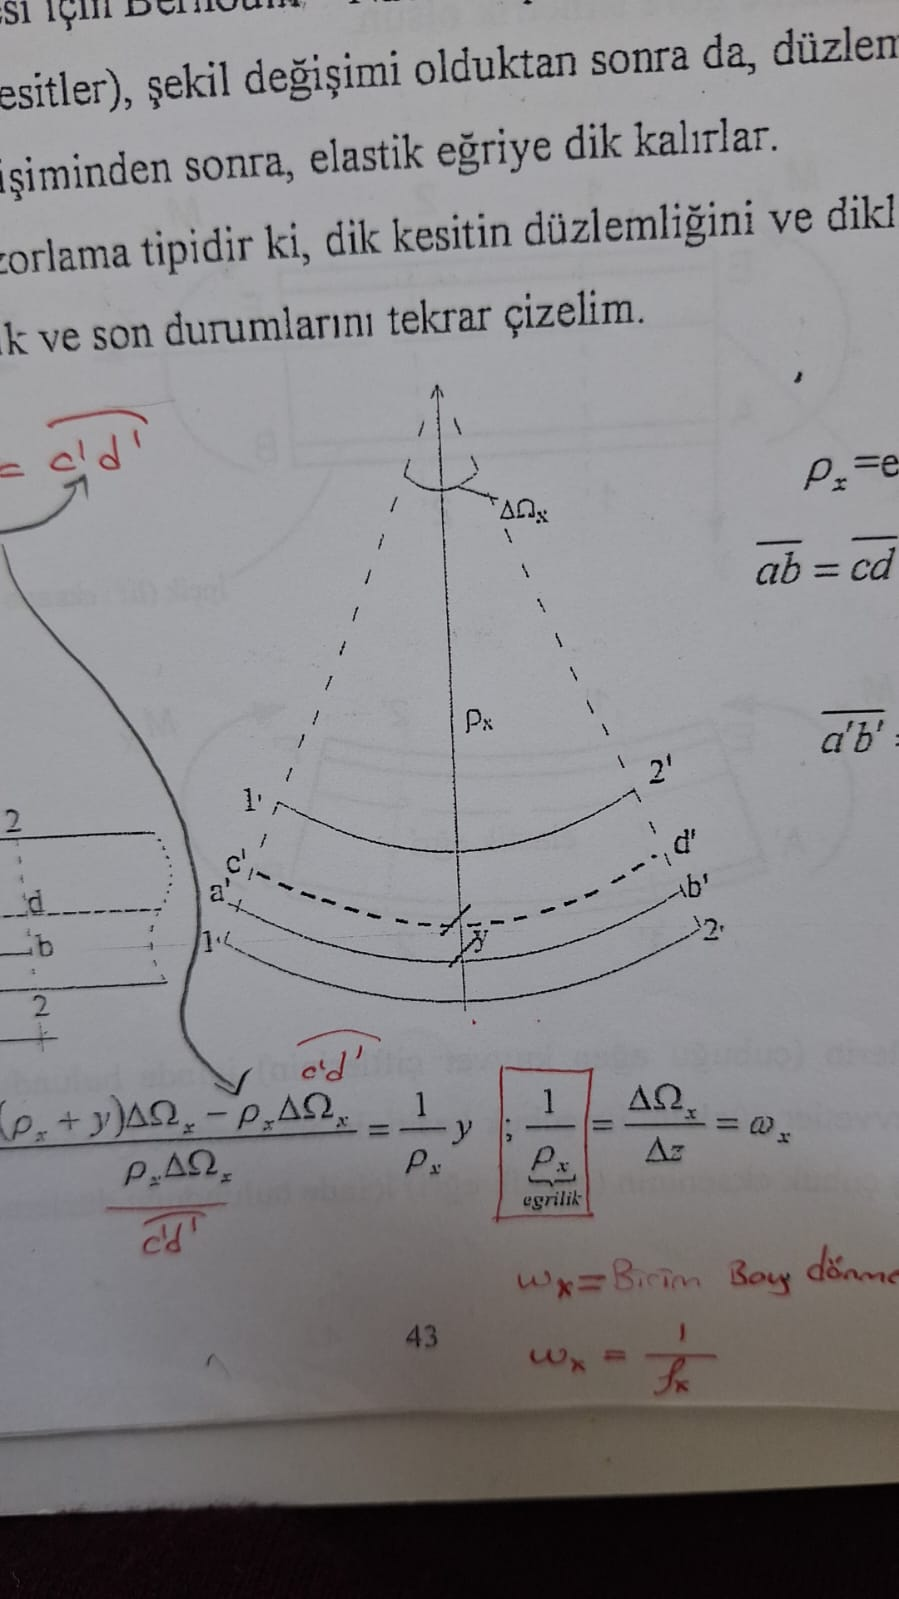 için
esitler), şekil değişimi olduktan sonra da, düzlem
işiminden sonra, elastik eğriye dik kalırlar.
zorlama tipidir ki, dik kesitin düzlemliğini ve dikl
k ve son durumlarını tekrar çizelim.
= c'd'
ΔΩx
ρx=e
ab = cd
ρx
a'b' =
1'
2'
c'
d'
a'
b'
1'
2'
y
2
d
b
2
c'd'
(ρx + y)ΔΩx − ρxΔΩx / ρxΔΩx = 1/ρx y ; 1/ρx = ΔΩx/Δz = ωx
egrilik
c'd'
ωx = Birim Boy dönme
43
ωx = 1/ρx